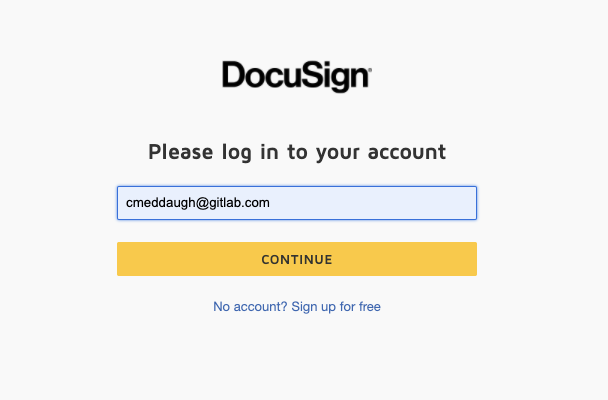 DocuSign
Please log in to your account
cmeddaugh@gitlab.com
CONTINUE
No account? Sign up for free